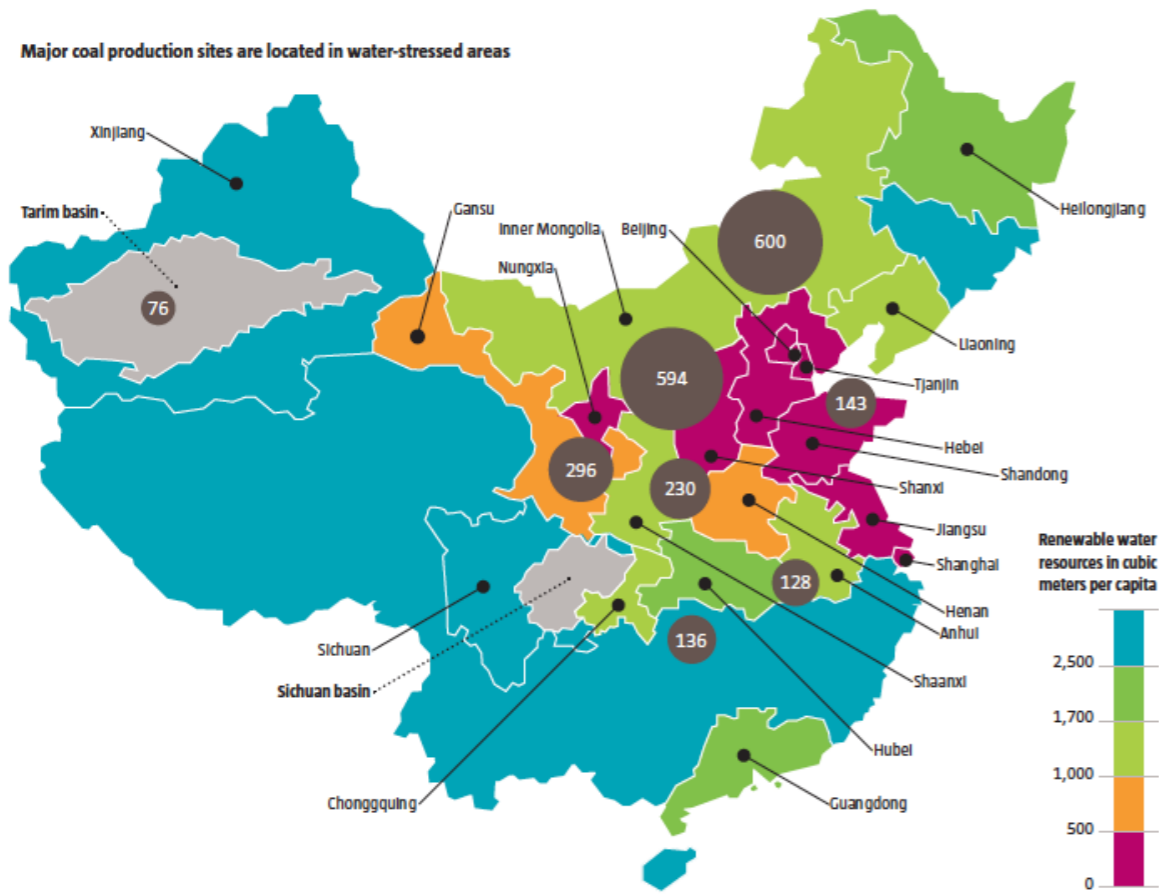 Major coal production sites are located in water-stressed areas
Xinjiang
Tarim basin
Gansu
Inner Mongolia
Beijing
Nungxia
Heilongjiang
600
76
Liaoning
594
Tjanjin
143
Hebei
Shandong
296
230
Shanxi
Jiangsu
Shanghai
128
Henan
Anhui
Sichuan
136
Shaanxi
Sichuan basin
Hubei
Chonggquing
Guangdong
Renewable water
resources in cubic
meters per capita
2,500
1,700
1,000
500
0